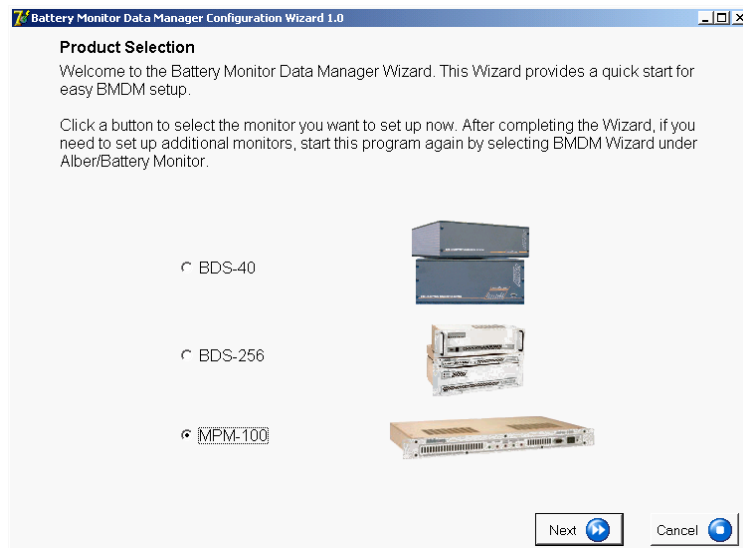 Battery Monitor Data Manager Configuration Wizard 1.0
Product Selection
Welcome to the Battery Monitor Data Manager Wizard. This Wizard provides a quick start for
easy BMDM setup.
Click a button to select the monitor you want to set up now. After completing the Wizard, if you
need to set up additional monitors, start this program again by selecting BMDM Wizard under
Alber/Battery Monitor.
BDS-40
BDS-256
MPM-100
Next
Cancel